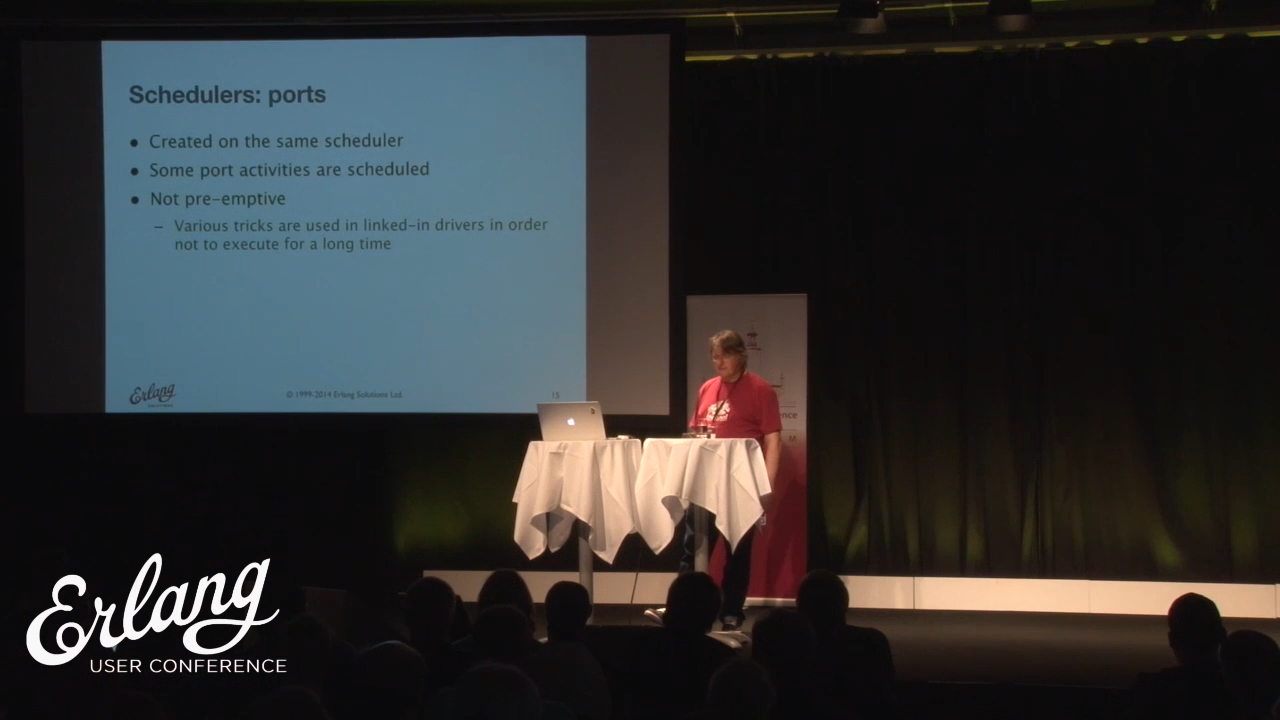 Schedulers: ports
● Created on the same scheduler
● Some port activities are scheduled
● Not pre-emptive
– Various tricks are used in linked-in drivers in order
not to execute for a long time
Erlang
© 1999-2014 Erlang Solutions Ltd.
15
Erlang
USER CONFERENCE